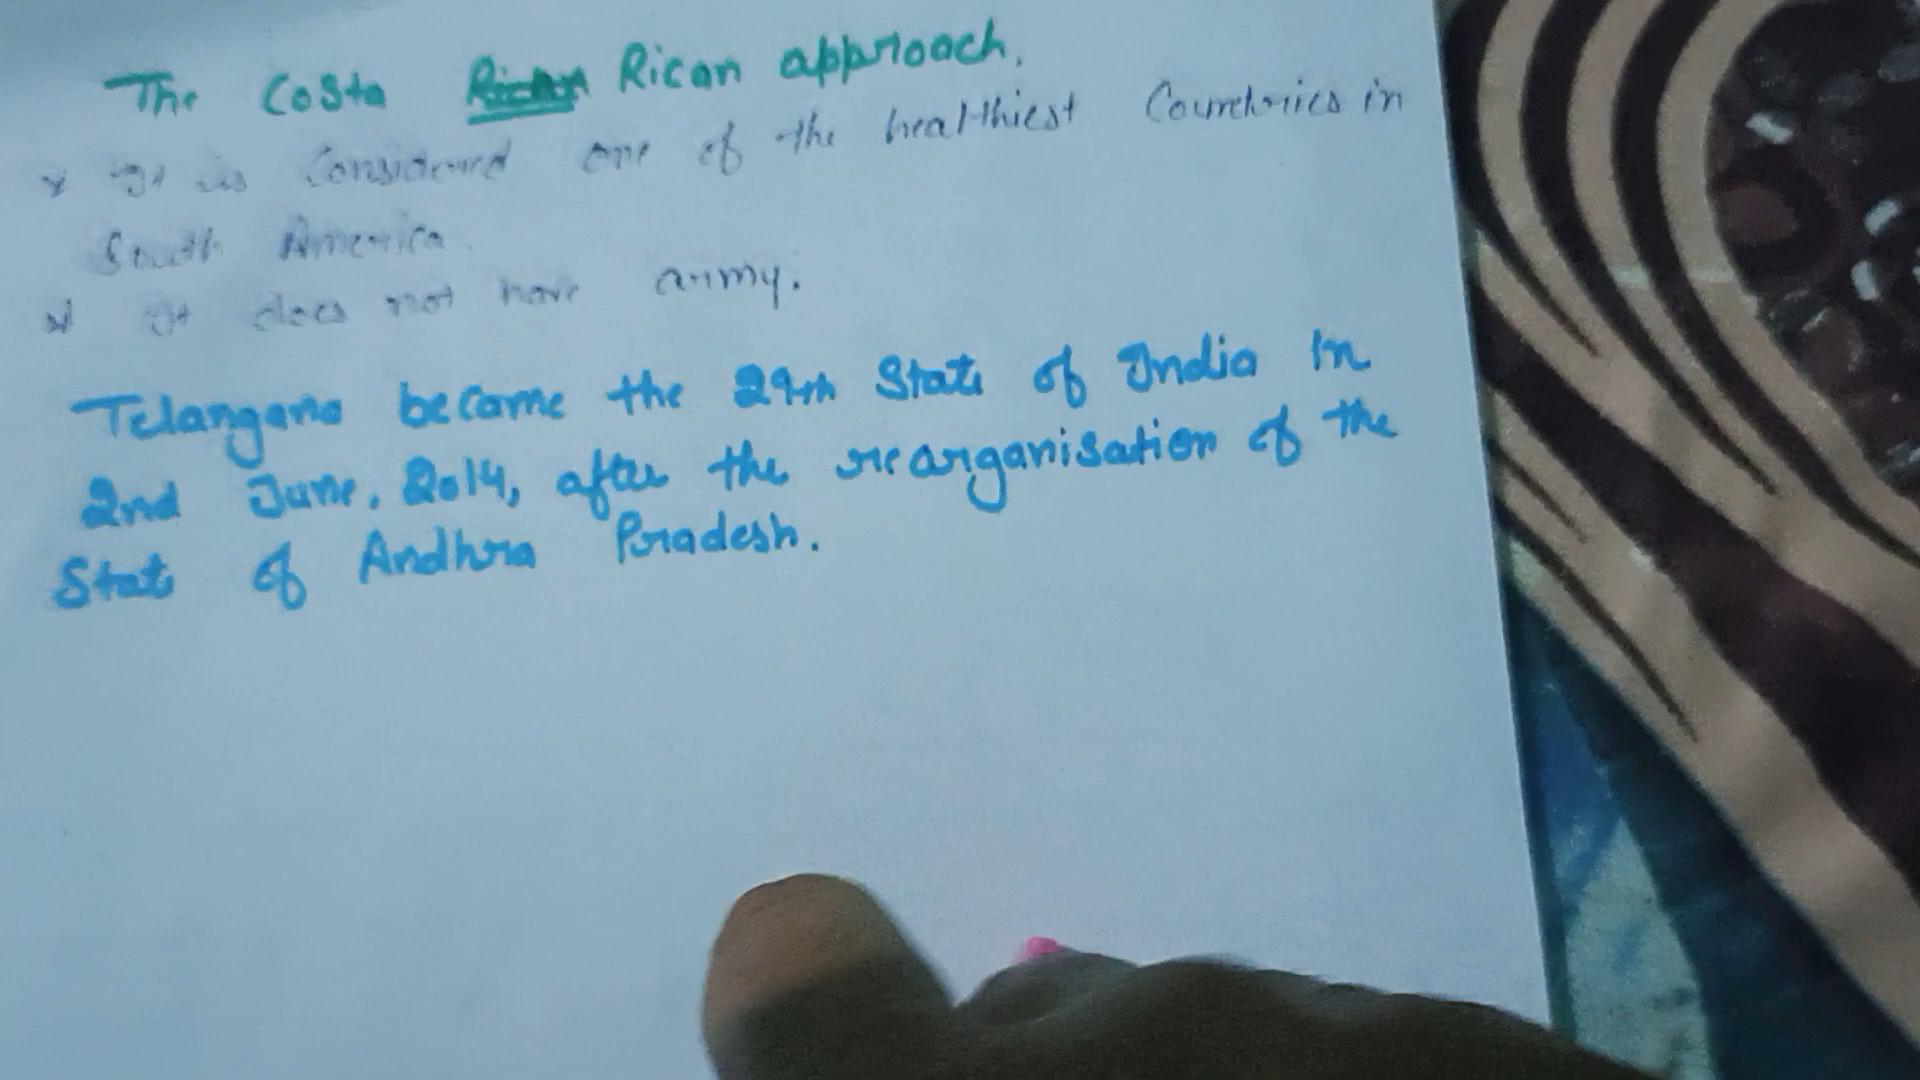 The Costa Rican approach.
* It is Considered one of the healthiest Countries in
South America.
* It does not have army.
Telangana became the 29th State of India in
2nd June, 2014, after the rearganisation of the
State of Andhra Pradesh.